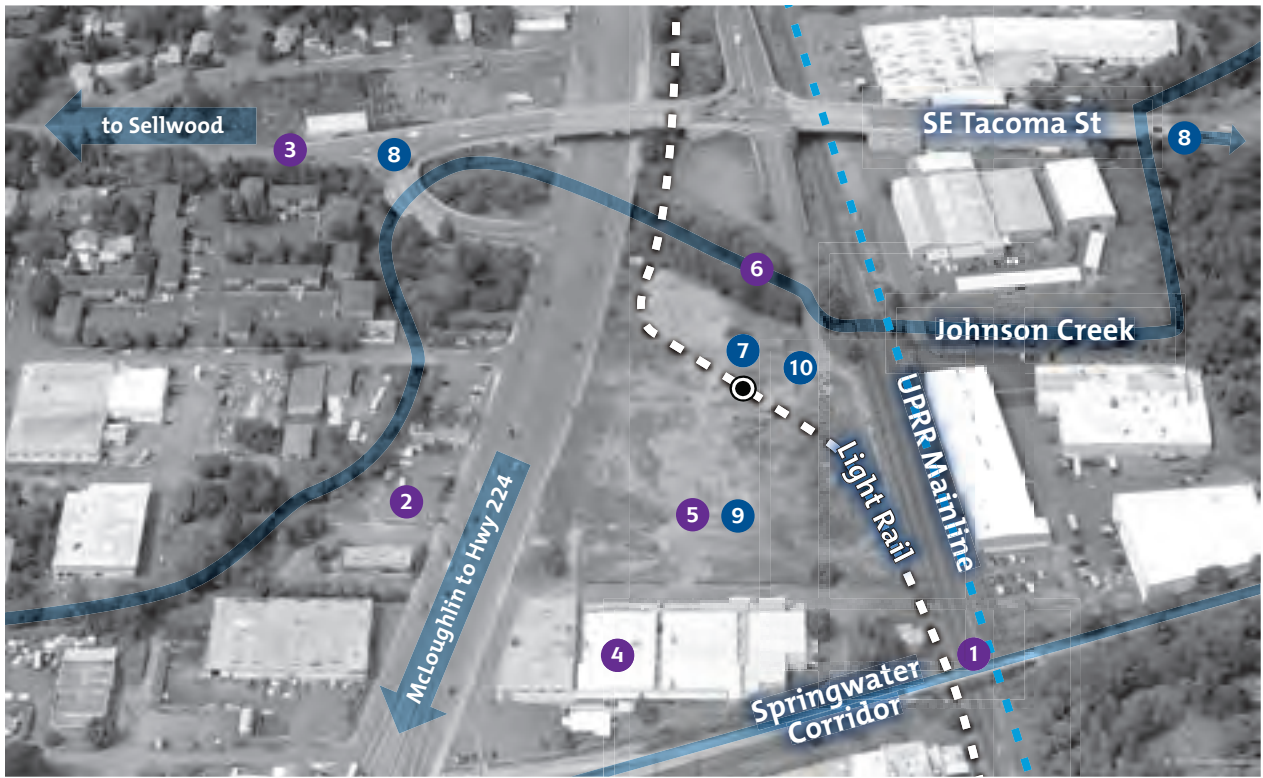 to Sellwood
3
8
SE Tacoma St
8
6
Johnson Creek
7
10
UPRR Mainline
Light Rail
2
McLoughlin to Hwy 224
5
9
4
1
Springwater
Corridor